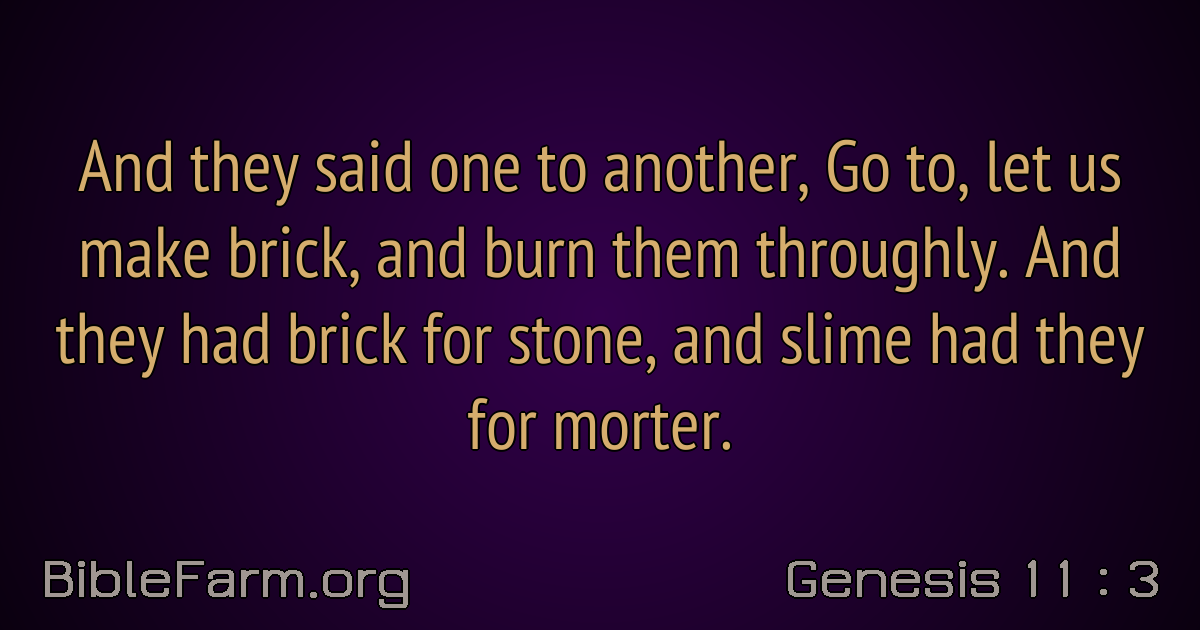 And they said one to another, Go to, let us
make brick, and burn them throughly. And
they had brick for stone, and slime had they
for morter.
BibleFarm.org
Genesis 11 : 3